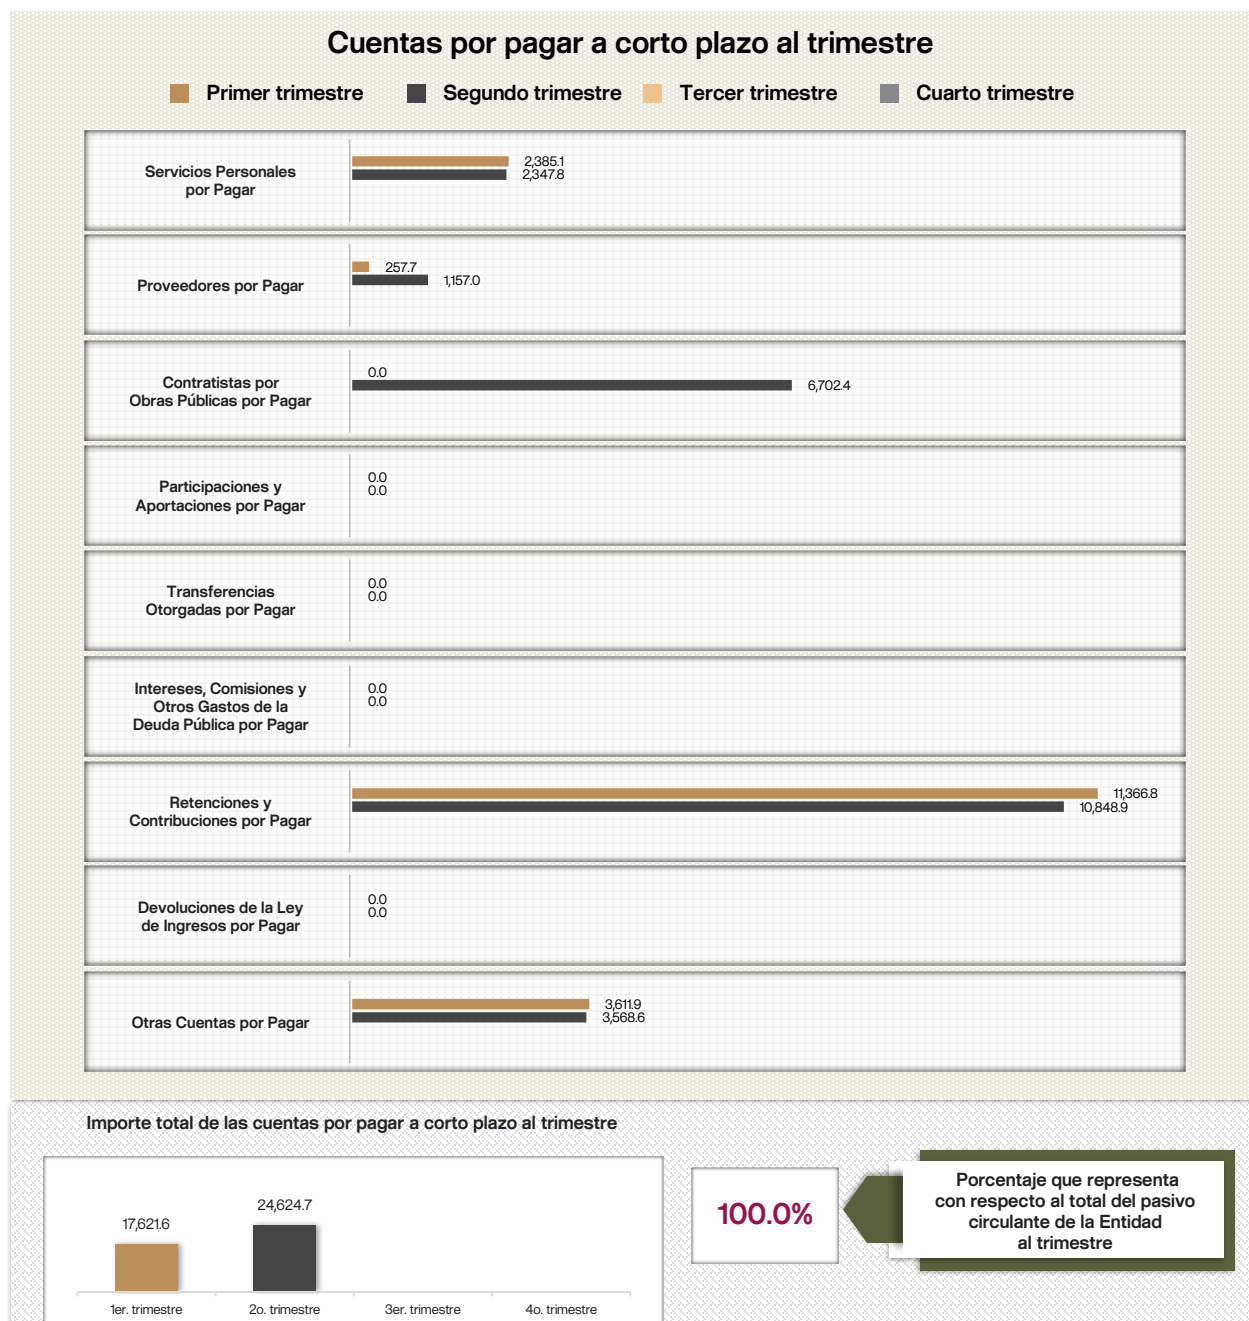 Cuentas por pagar a corto plazo al trimestre
Primer trimestre
Segundo trimestre
Tercer trimestre
Cuarto trimestre
Servicios Personales
por Pagar
2,385.1
2,347.8
Proveedores por Pagar
257.7
1,157.0
Contratistas por
Obras Públicas por Pagar
0.0
6,702.4
Participaciones y
Aportaciones por Pagar
0.0
0.0
Transferencias
Otorgadas por Pagar
0.0
0.0
Intereses, Comisiones y
Otros Gastos de la
Deuda Pública por Pagar
0.0
0.0
Retenciones y
Contribuciones por Pagar
11,366.8
10,848.9
Devoluciones de la Ley
de Ingresos por Pagar
0.0
0.0
Otras Cuentas por Pagar
3,611.9
3,568.6
Importe total de las cuentas por pagar a corto plazo al trimestre
17,621.6
24,624.7
1er. trimestre
2o. trimestre
3er. trimestre
4o. trimestre
100.0%
Porcentaje que representa
con respecto al total del pasivo
circulante de la Entidad
al trimestre